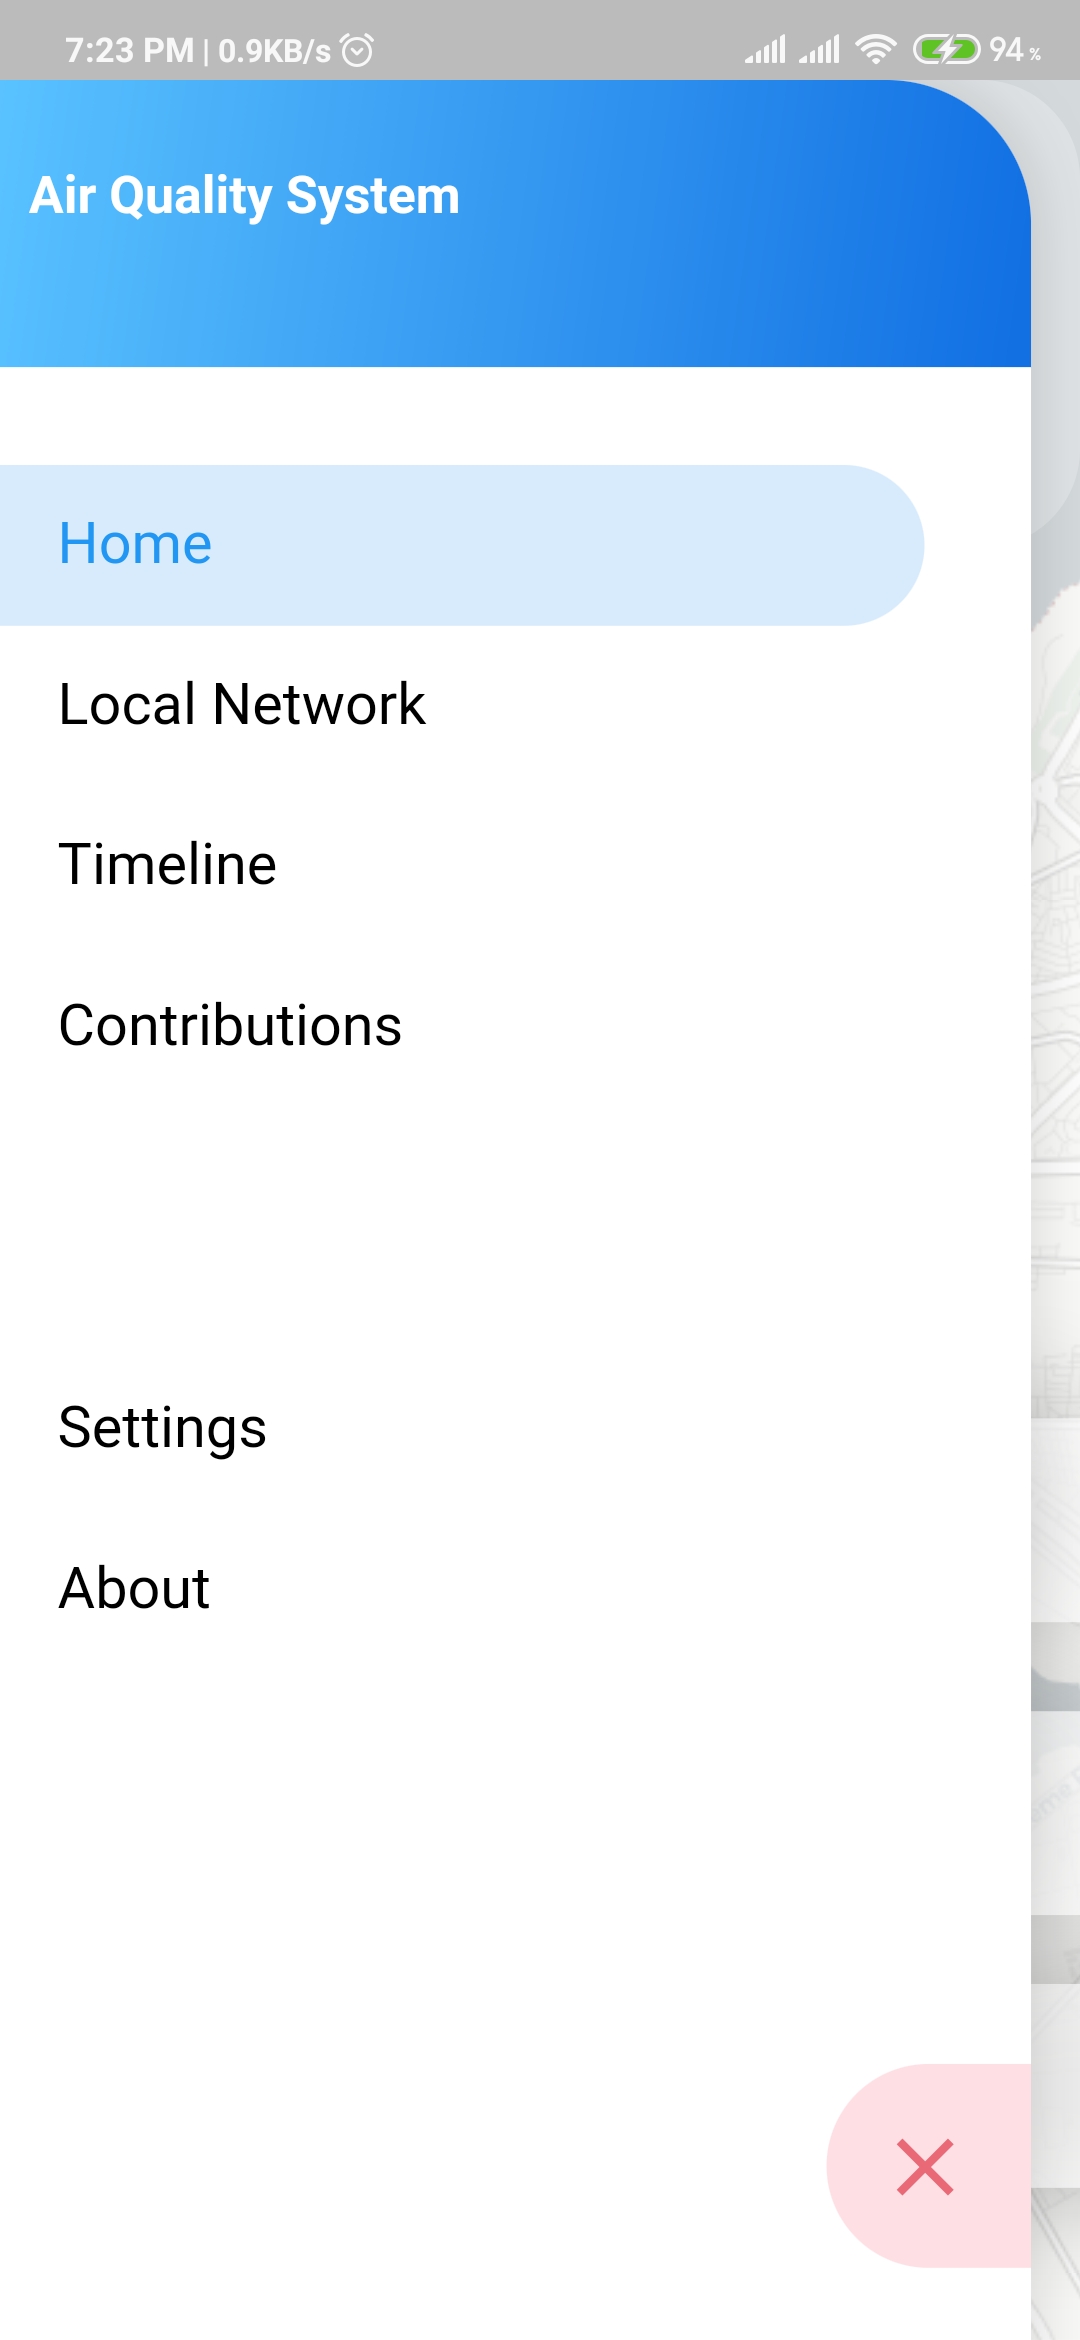 7:23 PM | 0.9KB/s 94%
Air Quality System
Home
Local Network
Timeline
Contributions
Settings
About